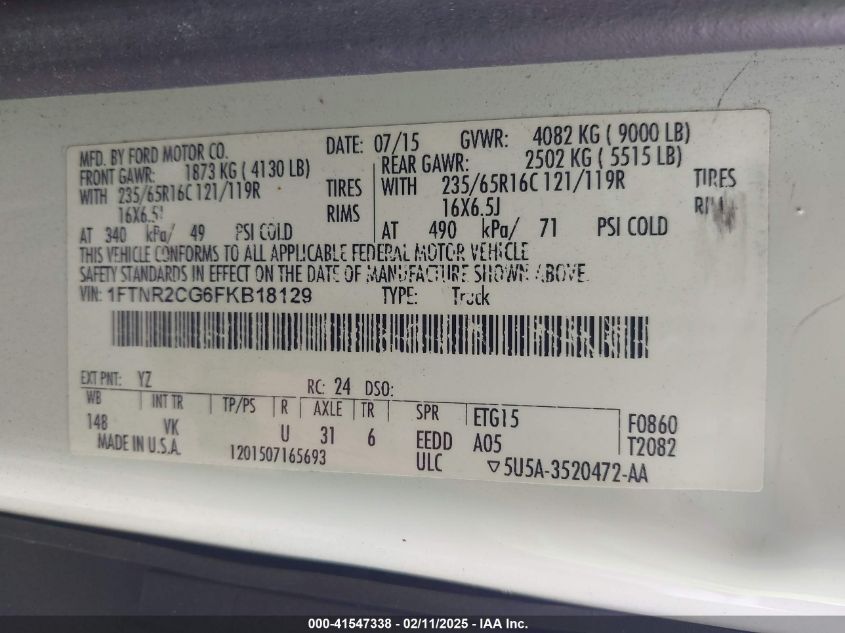 MFD. BY FORD MOTOR CO. DATE: 07/15 GVWR: 4082 KG ( 9000 LB)
FRONT GAWR: 1873 KG ( 4130 LB) REAR GAWR: 2502 KG ( 5515 LB)
WITH 235/65R16C 121/119R TIRES WITH 235/65R16C 121/119R TIRES
16X6.5J RIMS 16X6.5J RIMS
AT 340 kPa/ 49 PSI COLD AT 490 kPa/ 71 PSI COLD
THIS VEHICLE CONFORMS TO ALL APPLICABLE FEDERAL MOTOR VEHICLE
SAFETY STANDARDS IN EFFECT ON THE DATE OF MANUFACTURE SHOWN ABOVE.
VIN: 1FTNR2CG6FKB18129 TYPE: Truck
EXT PNT: YZ RC: 24 DSO:
WB INT TR TP/PS R AXLE TR SPR ETG15 F0860
148 VK U 31 6 EEDD A05 T2082
MADE IN U.S.A. 1201507165693 ULC ▽5U5A-3520472-AA
000-41547338 - 02/11/2025 - IAA Inc.